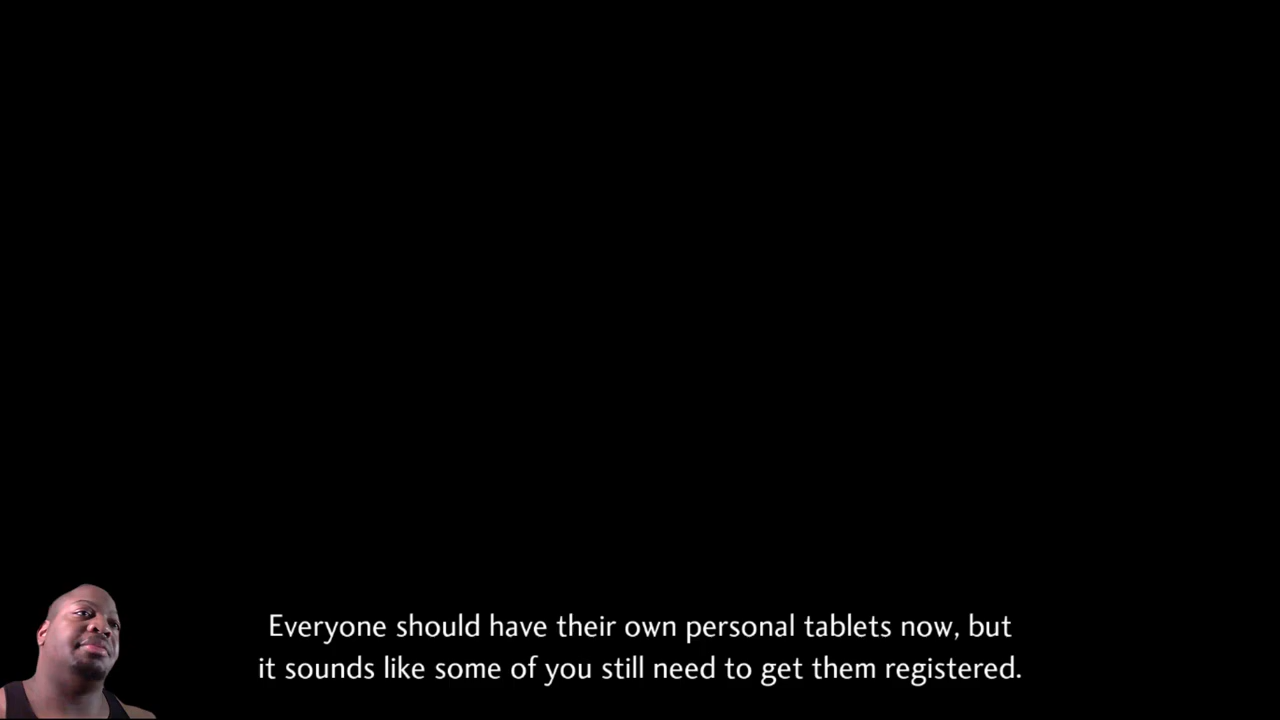 Everyone should have their own personal tablets now, but
it sounds like some of you still need to get them registered.